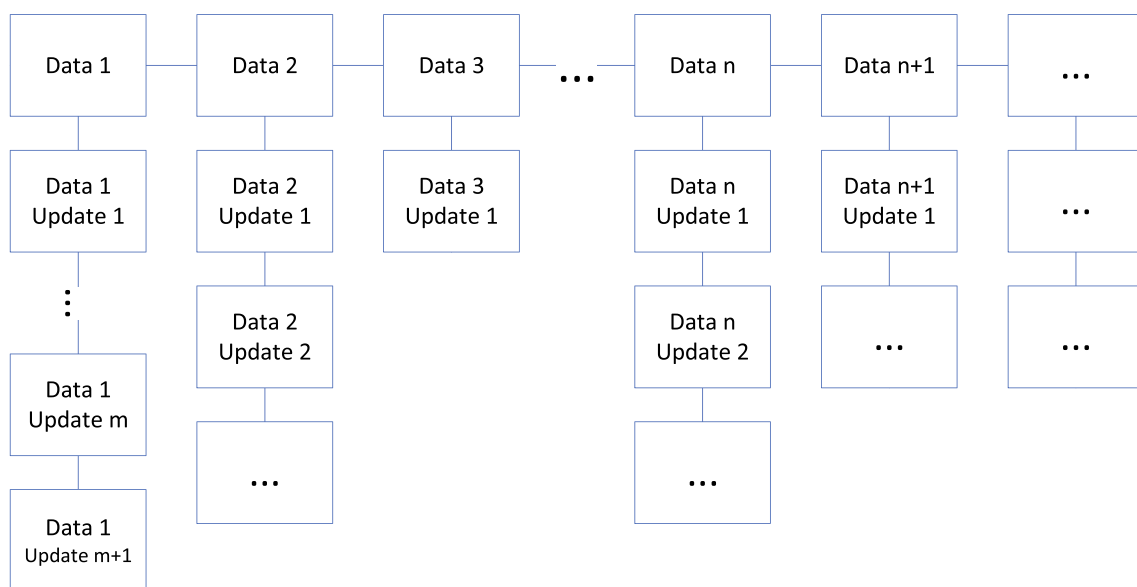 Data 1
Data 2
Data 3
...
Data n
Data n+1
...
Data 1
Update 1
Data 2
Update 1
Data 3
Update 1
Data n
Update 1
Data n+1
Update 1
...
...
Data 2
Update 2
Data n
Update 2
...
...
Data 1
Update m
...
...
Data 1
Update m+1